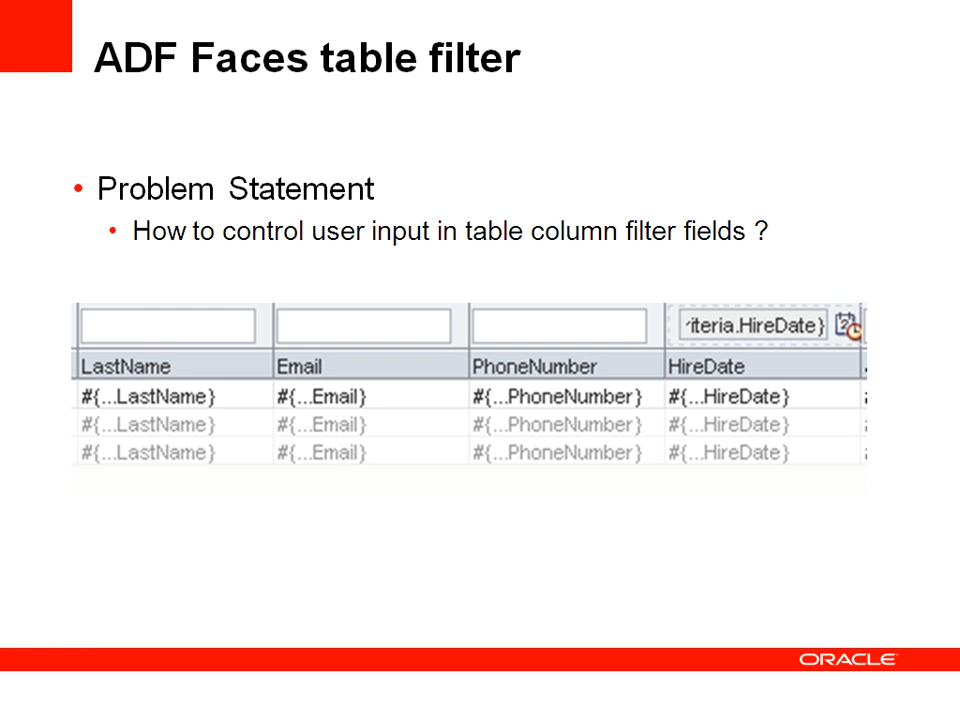 ADF Faces table filter
• Problem Statement
• How to control user input in table column filter fields ?
iteria.HireDate}
LastName Email PhoneNumber HireDate
#{...LastName} #{...Email} #{...PhoneNumber} #{...HireDate}
#{...LastName} #{...Email} #{...PhoneNumber} #{...HireDate}
#{...LastName} #{...Email} #{...PhoneNumber} #{...HireDate}
ORACLE